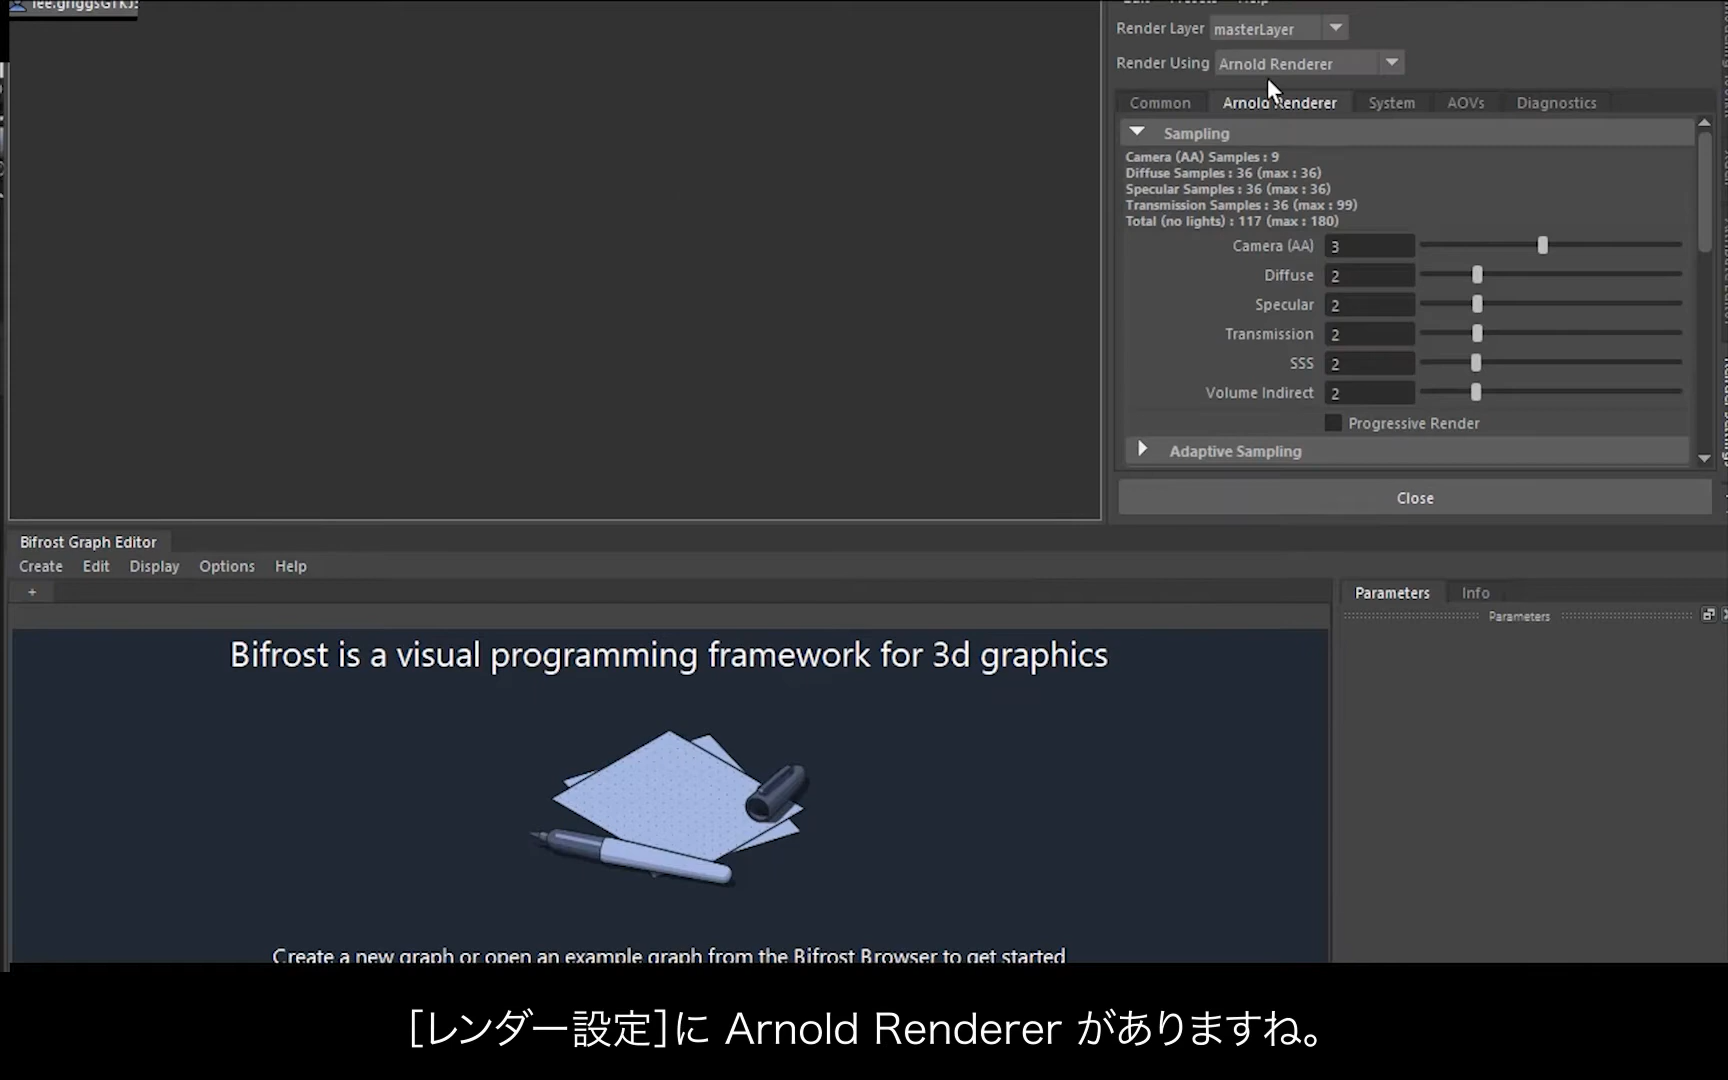 Render Layer masterLayer
Render Using Arnold Renderer
Common Arnold Renderer System AOVs Diagnostics
Sampling
Camera (AA) Samples : 9
Diffuse Samples : 36 (max : 36)
Specular Samples : 36 (max : 36)
Transmission Samples : 36 (max : 99)
Total (no lights) : 117 (max : 180)
Camera (AA) 3
Diffuse 2
Specular 2
Transmission 2
SSS 2
Volume Indirect 2
Progressive Render
Adaptive Sampling
Close
Bifrost Graph Editor
Create Edit Display Options Help
+
Parameters Info
Parameters
Bifrost is a visual programming framework for 3d graphics
Create a new graph or open an example graph from the Bifrost Browser to get started
[レンダー設定]に Arnold Renderer がありますね。